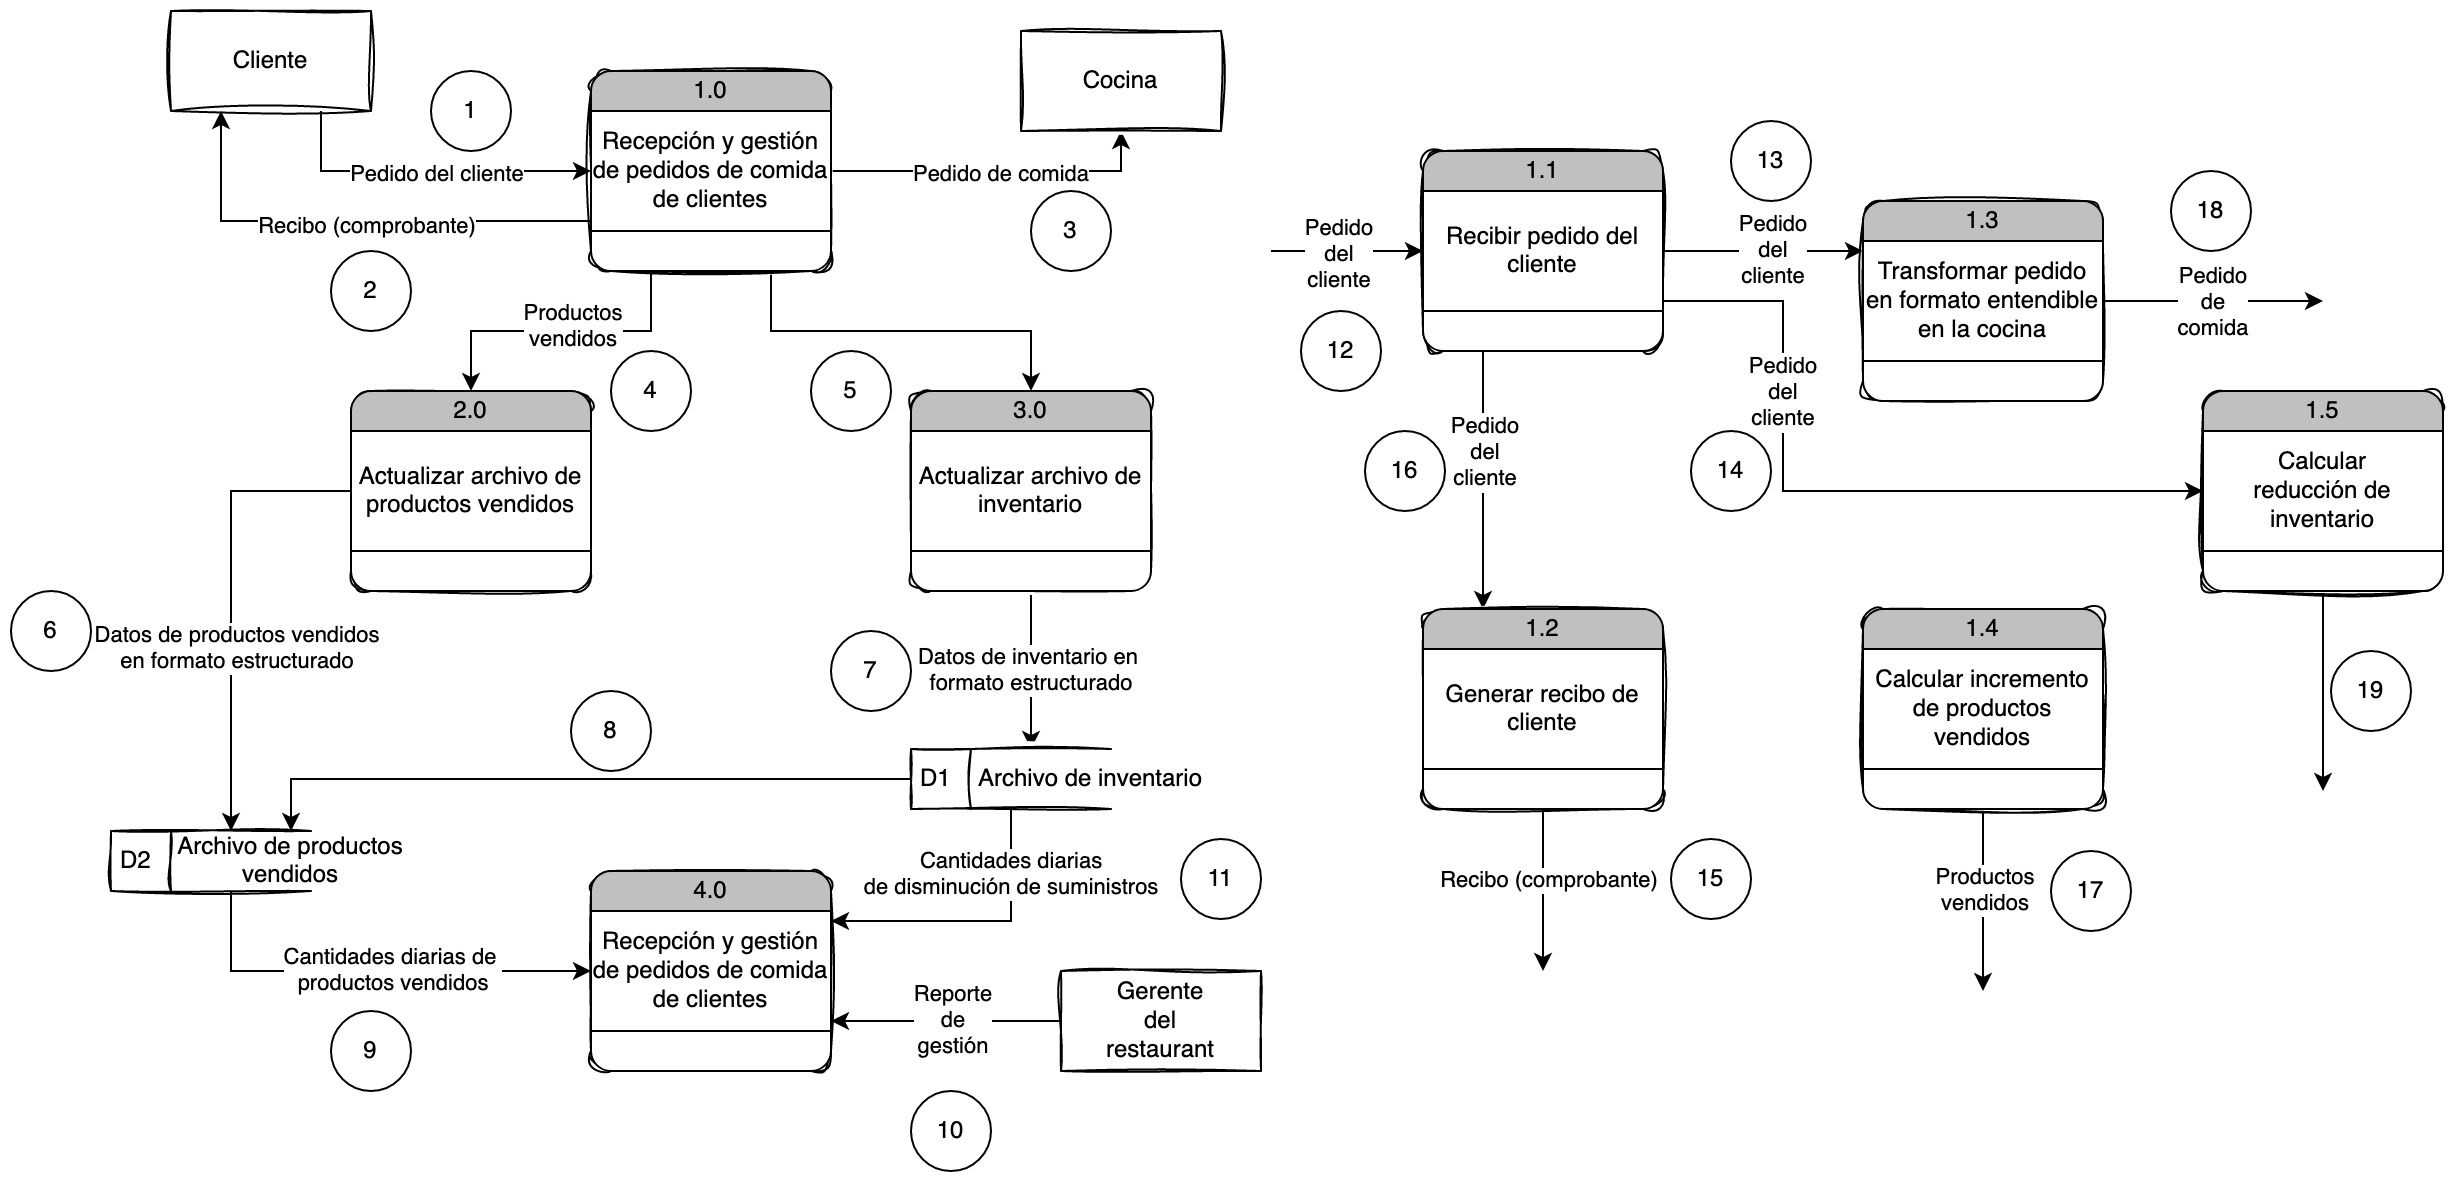 Cliente
1
Pedido del cliente
Recibo (comprobante)
2
1.0
Recepción y gestión
de pedidos de comida
de clientes
Cocina
Pedido de comida
3
Productos
vendidos
4
5
2.0
Actualizar archivo de
productos vendidos
3.0
Actualizar archivo de
inventario
6
Datos de productos vendidos
en formato estructurado
7
Datos de inventario en
formato estructurado
8
D1
Archivo de inventario
D2
Archivo de productos
vendidos
Cantidades diarias
de disminución de suministros
11
4.0
Recepción y gestión
de pedidos de comida
de clientes
Cantidades diarias de
productos vendidos
9
Reporte
de
gestión
10
Gerente
del
restaurant
Pedido
del
cliente
12
1.1
Recibir pedido del
cliente
13
Pedido
del
cliente
1.3
Transformar pedido
en formato entendible
en la cocina
18
Pedido
de
comida
Pedido
del
cliente
14
16
Pedido
del
cliente
1.5
Calcular
reducción de
inventario
19
1.2
Generar recibo de
cliente
1.4
Calcular incremento
de productos
vendidos
Recibo (comprobante)
15
Productos
vendidos
17